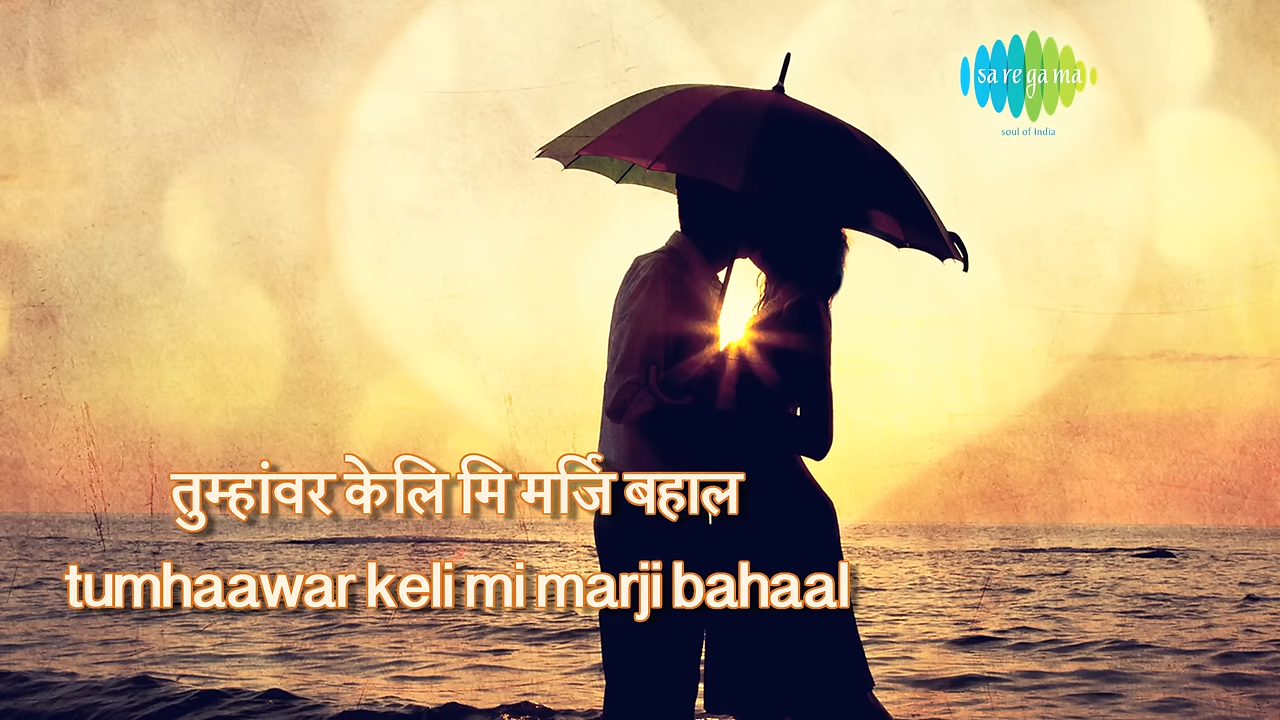 sa re ga ma
soul of India
तुम्हांवर केलि मि मर्जि बहाल
tumhaawar keli mi marji bahaal